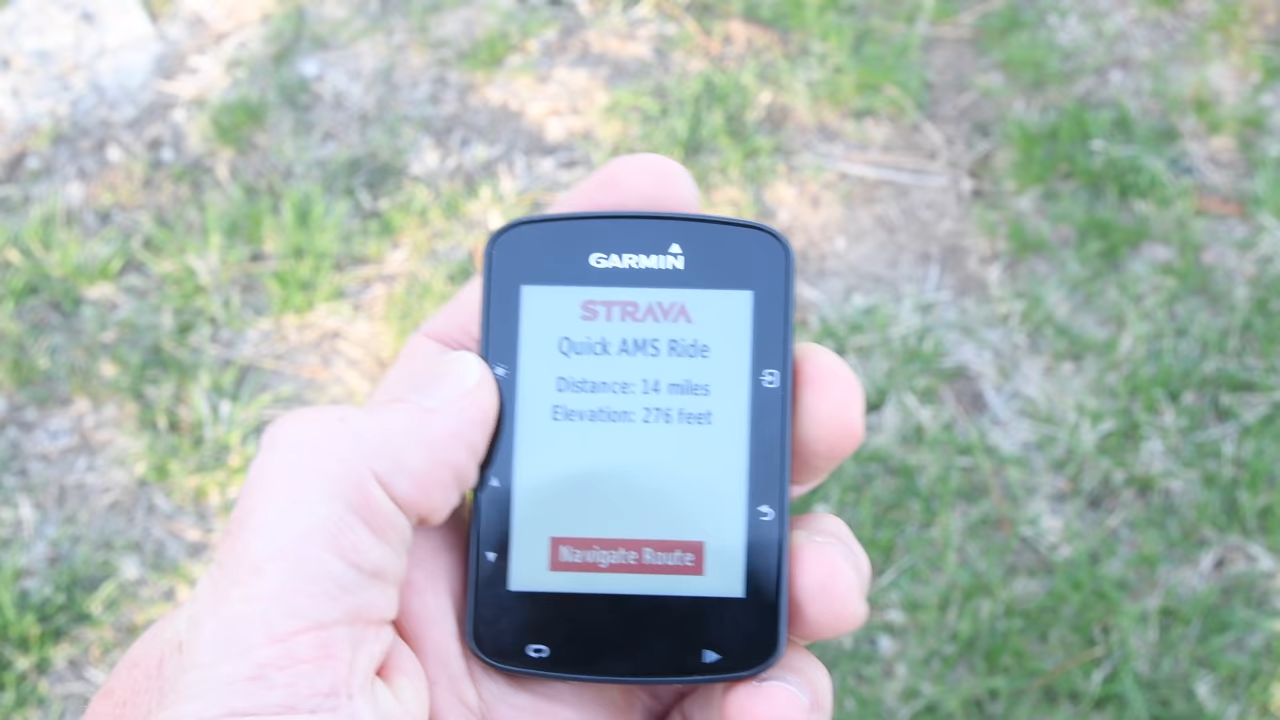 GARMIN
STRAVA
Quick AMS Ride
Distance: 14 miles
Elevation: 276 feet
Navigate Route